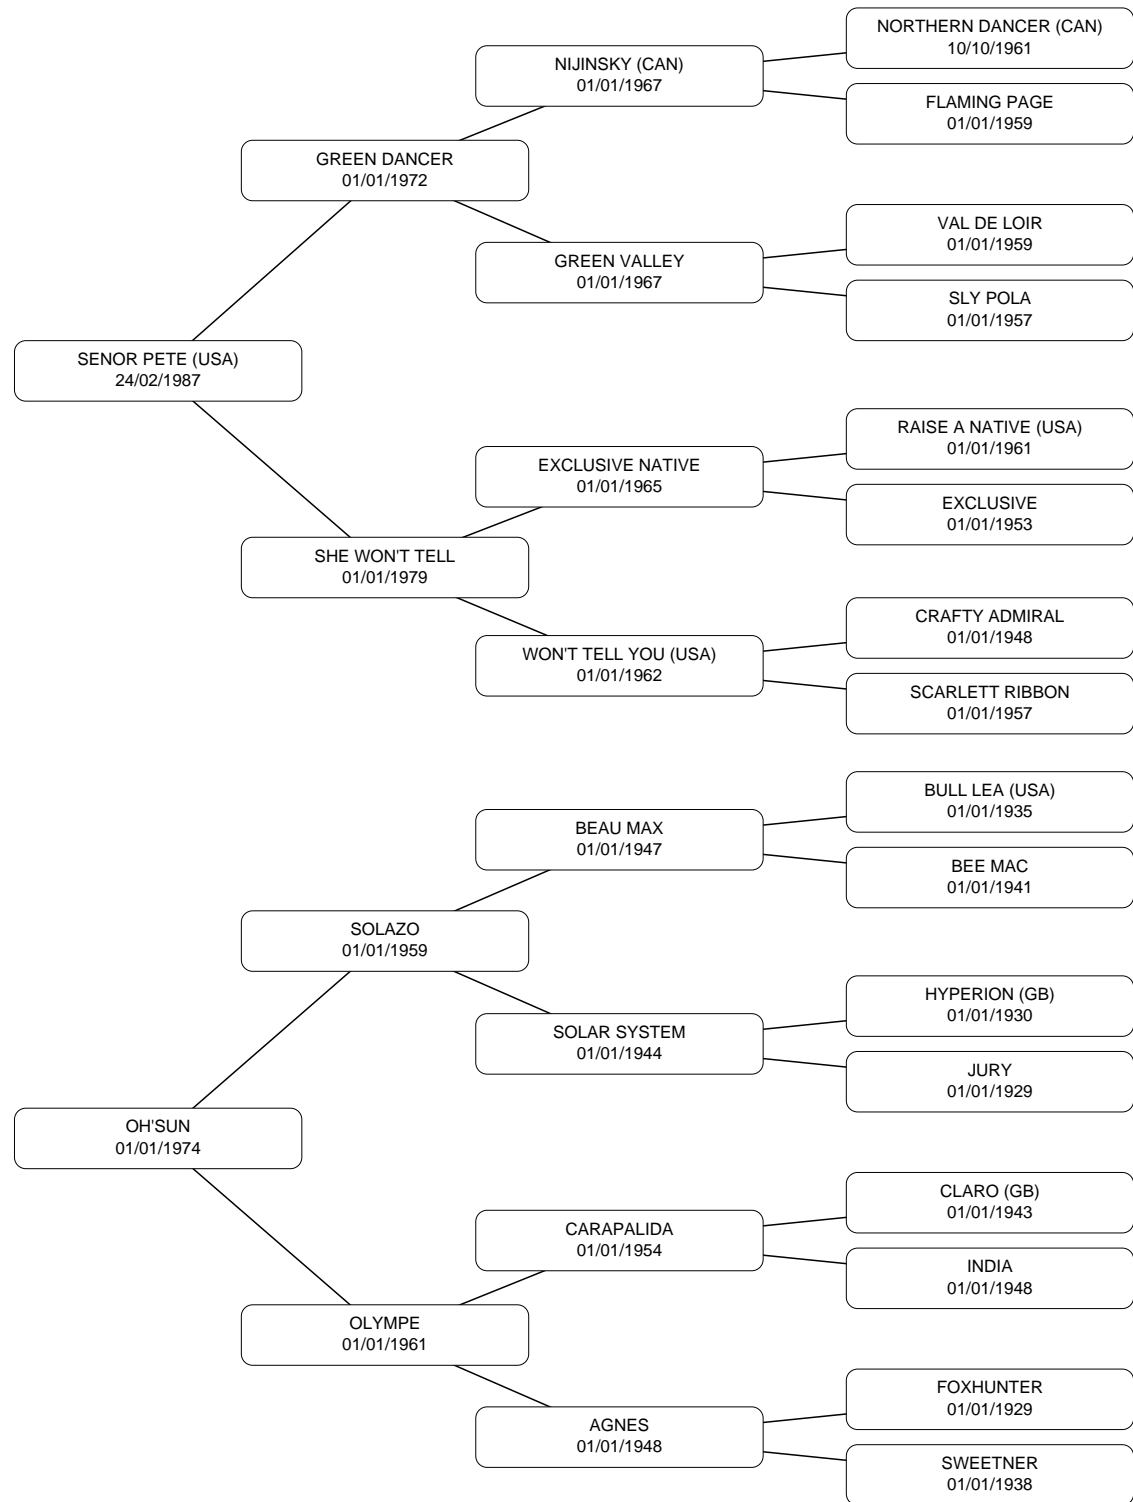 NORTHERN DANCER (CAN)
10/10/1961
NIJINSKY (CAN)
01/01/1967
FLAMING PAGE
01/01/1959
GREEN DANCER
01/01/1972
VAL DE LOIR
01/01/1959
GREEN VALLEY
01/01/1967
SLY POLA
01/01/1957
SENOR PETE (USA)
24/02/1987
RAISE A NATIVE (USA)
01/01/1961
EXCLUSIVE NATIVE
01/01/1965
EXCLUSIVE
01/01/1953
SHE WON'T TELL
01/01/1979
CRAFTY ADMIRAL
01/01/1948
WON'T TELL YOU (USA)
01/01/1962
SCARLETT RIBBON
01/01/1957
BULL LEA (USA)
01/01/1935
BEAU MAX
01/01/1947
BEE MAC
01/01/1941
SOLAZO
01/01/1959
HYPERION (GB)
01/01/1930
SOLAR SYSTEM
01/01/1944
JURY
01/01/1929
OH'SUN
01/01/1974
CLARO (GB)
01/01/1943
CARAPALIDA
01/01/1954
INDIA
01/01/1948
OLYMPE
01/01/1961
FOXHUNTER
01/01/1929
AGNES
01/01/1948
SWEETNER
01/01/1938